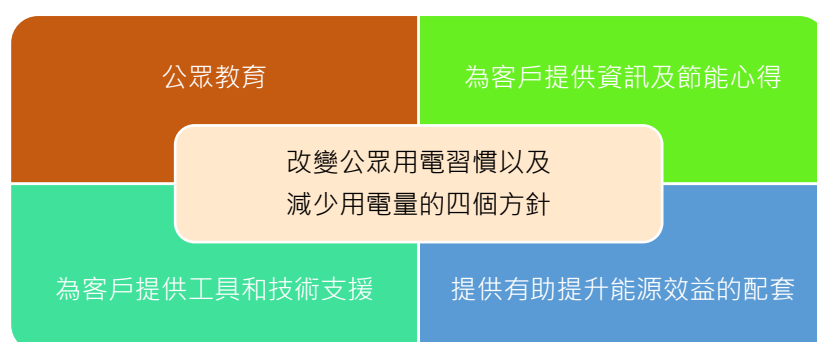 公眾教育
為客戶提供資訊及節能心得
改變公眾用電習慣以及
減少用電量的四個方針
為客戶提供工具和技術支援
提供有助提升能源效益的配套